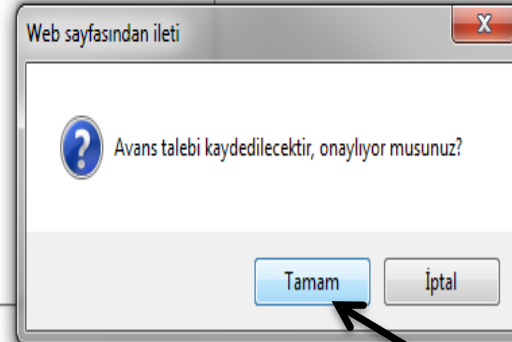 Web sayfasından ileti
Avans talebi kaydedilecektir, onaylıyor musunuz?
Tamam
İptal